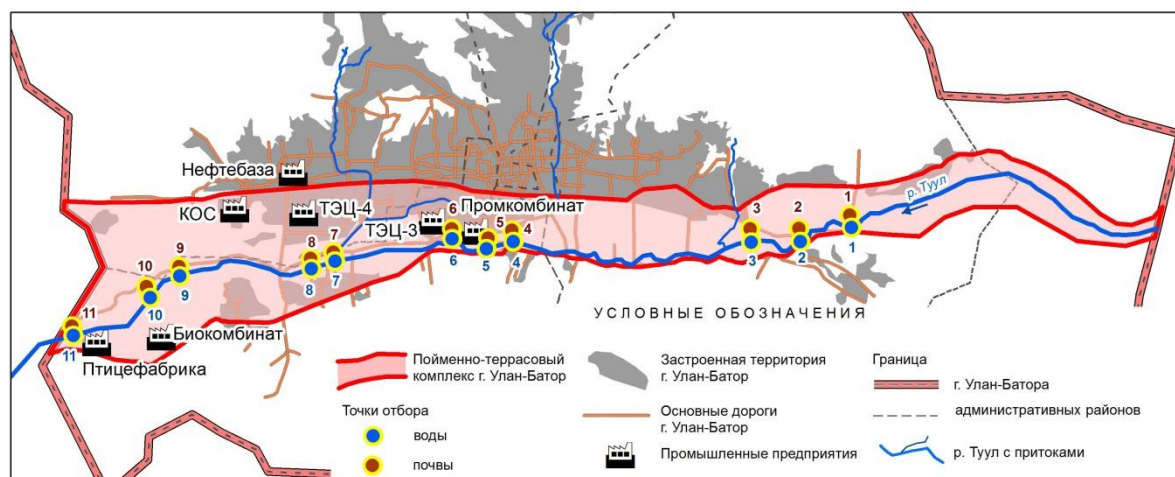 Нефтебаза
КОС
ТЭЦ-4
ТЭЦ-3
Промкомбинат
р. Туул
1
2
3
5
4
6
7
8
9
10
11
1
2
3
4
5
6
7
8
9
10
11
Биокомбинат
Птицефабрика
УСЛОВНЫЕ ОБОЗНАЧЕНИЯ
Пойменно-террасовый
комплекс г. Улан-Батор
Точки отбора
воды
почвы
Застроенная территория
г. Улан-Батор
Основные дороги
г. Улан-Батор
Промышленные предприятия
Граница
г. Улан-Батора
административных районов
р. Туул с притоками